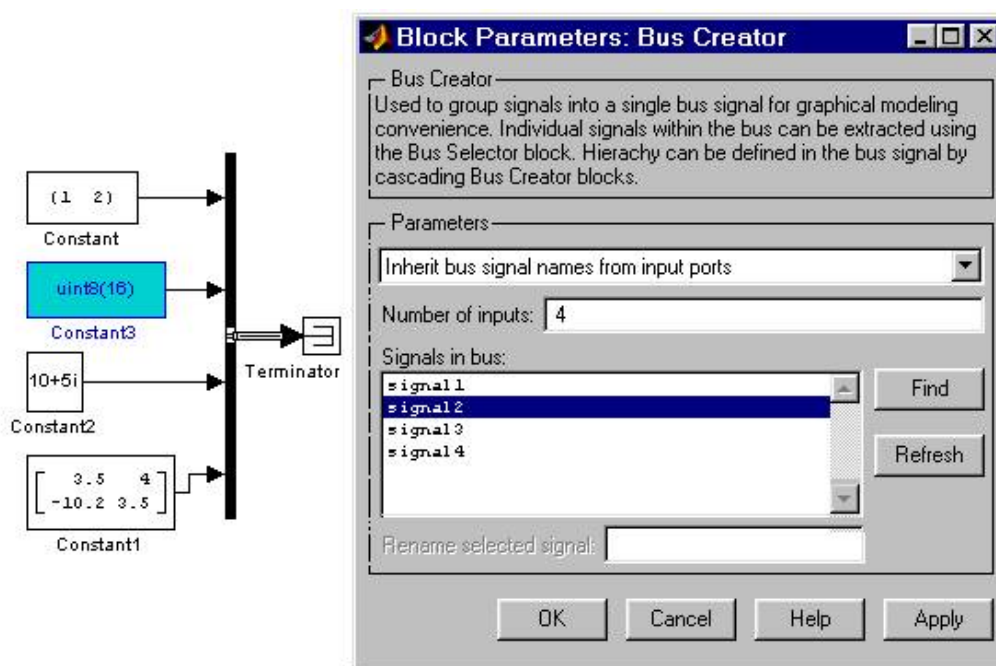 (1 2)
Constant
uint8(16)
Constant3
10+5i
Constant2
3.5 4
-10.2 3.5
Constant1
Terminator
Block Parameters: Bus Creator
Bus Creator
Used to group signals into a single bus signal for graphical modeling
convenience. Individual signals within the bus can be extracted using
the Bus Selector block. Hierachy can be defined in the bus signal by
cascading Bus Creator blocks.
Parameters
Inherit bus signal names from input ports
Number of inputs: 4
Signals in bus:
signal1
signal2
signal3
signal4
Find
Refresh
Rename selected signal:
OK Cancel Help Apply